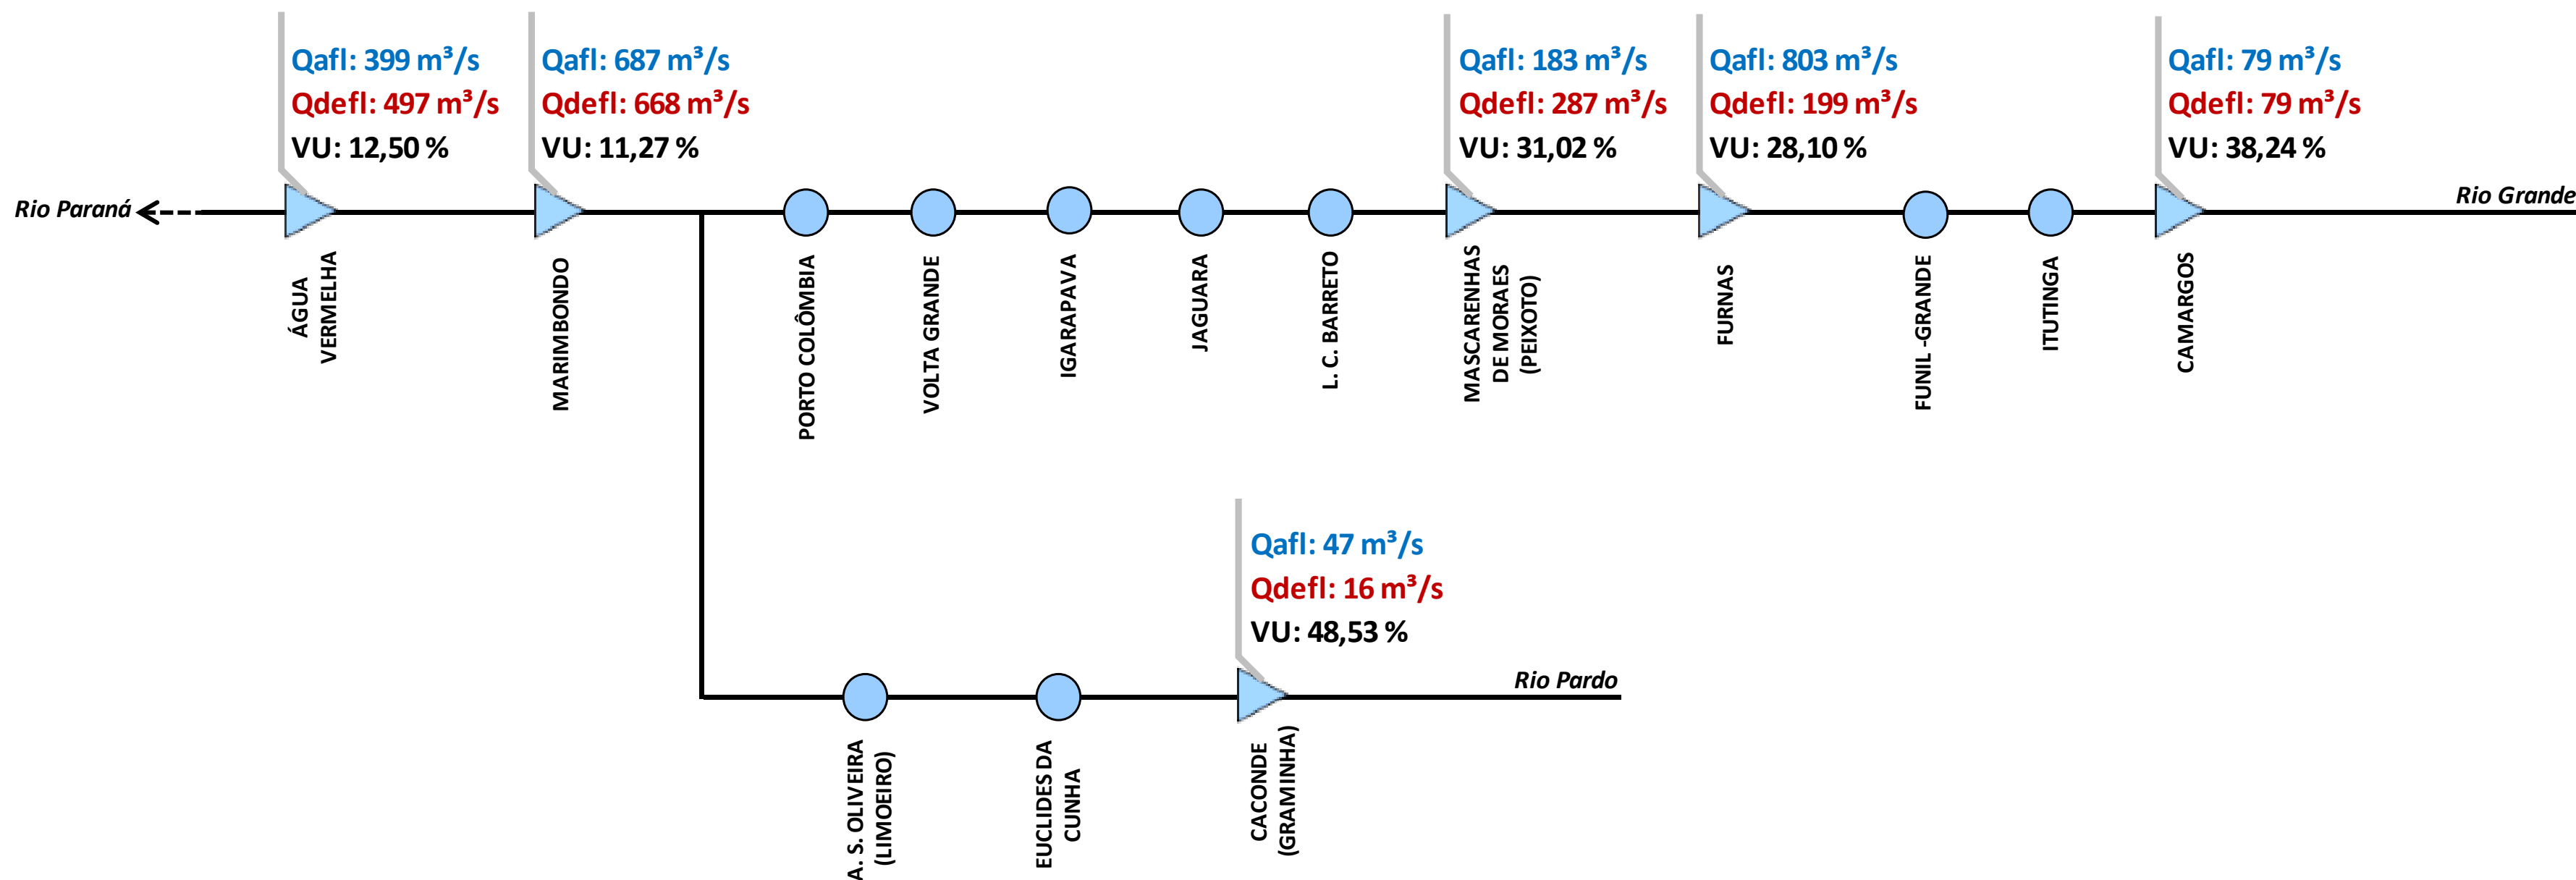 Qafl: 399 m³/s
Qdefl: 497 m³/s
VU: 12,50 %
Qafl: 687 m³/s
Qdefl: 668 m³/s
VU: 11,27 %
Qafl: 183 m³/s
Qdefl: 287 m³/s
VU: 31,02 %
Qafl: 803 m³/s
Qdefl: 199 m³/s
VU: 28,10 %
Qafl: 79 m³/s
Qdefl: 79 m³/s
VU: 38,24 %
Rio Paraná
Rio Grande
ÁGUA
VERMELHA
MARIMBONDO
PORTO COLÔMBIA
VOLTA GRANDE
IGARAPAVA
JAGUARA
L. C. BARRETO
MASCARENHAS
DE MORAES
(PEIXOTO)
FURNAS
FUNIL -GRANDE
ITUTINGA
CAMARGOS
Qafl: 47 m³/s
Qdefl: 16 m³/s
VU: 48,53 %
Rio Pardo
A. S. OLIVEIRA
(LIMOEIRO)
EUCLIDES DA
CUNHA
CACONDE
(GRAMINHA)